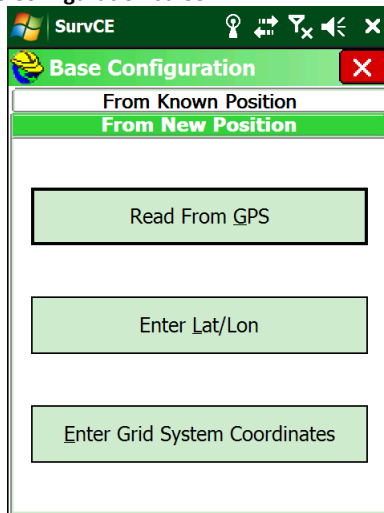 SurvCE
Base Configuration
From Known Position
From New Position
Read From GPS
Enter Lat/Lon
Enter Grid System Coordinates